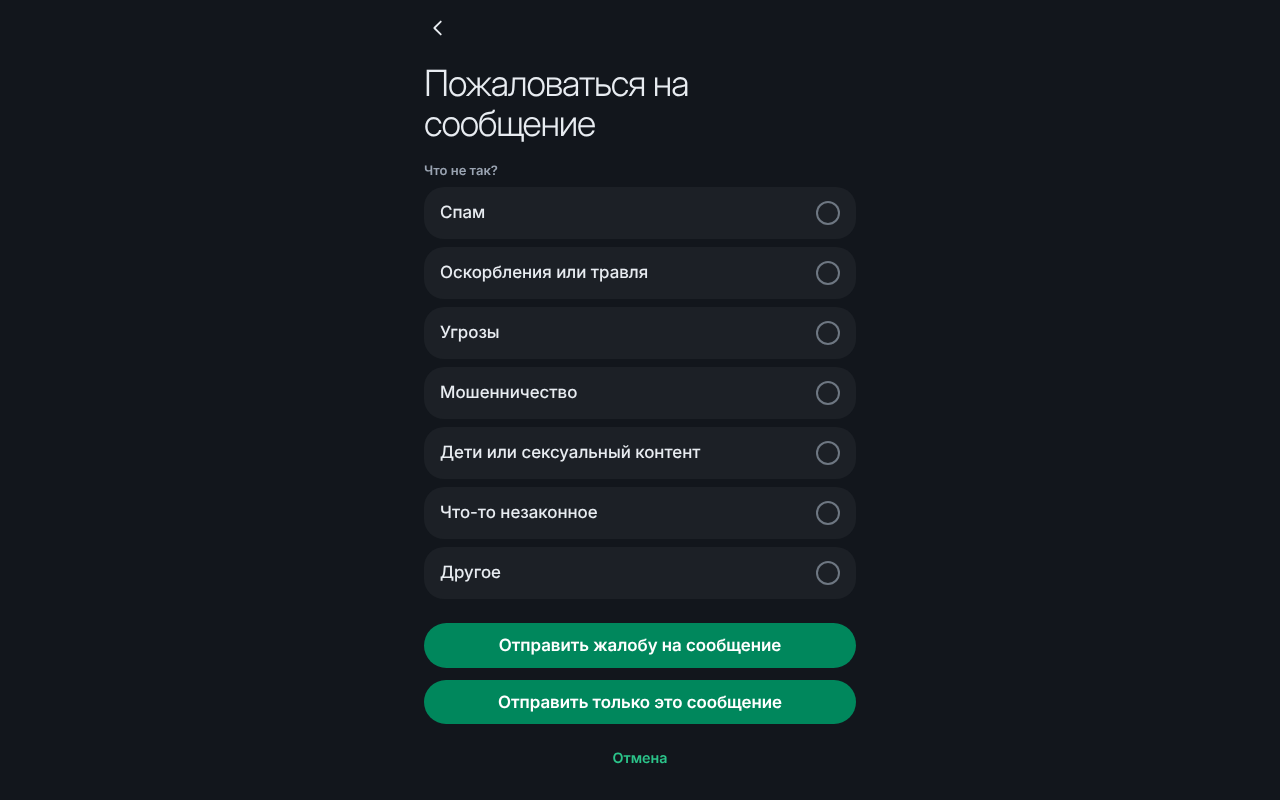 Пожаловаться на
сообщение
Что не так?
Спам
Оскорбления или травля
Угрозы
Мошенничество
Дети или сексуальный контент
Что-то незаконное
Другое
Отправить жалобу на сообщение
Отправить только это сообщение
Отмена